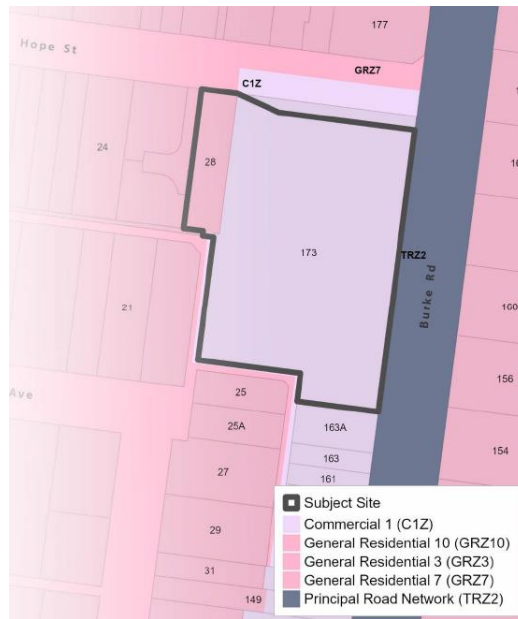 177
Hope St
GRZ7
C1Z
24
28
16
173
TRZ2
Burke Rd
21
160
Ave
25
156
25A
163A
154
163
27
161
29
31
149
Subject Site
Commercial 1 (C1Z)
General Residential 10 (GRZ10)
General Residential 3 (GRZ3)
General Residential 7 (GRZ7)
Principal Road Network (TRZ2)